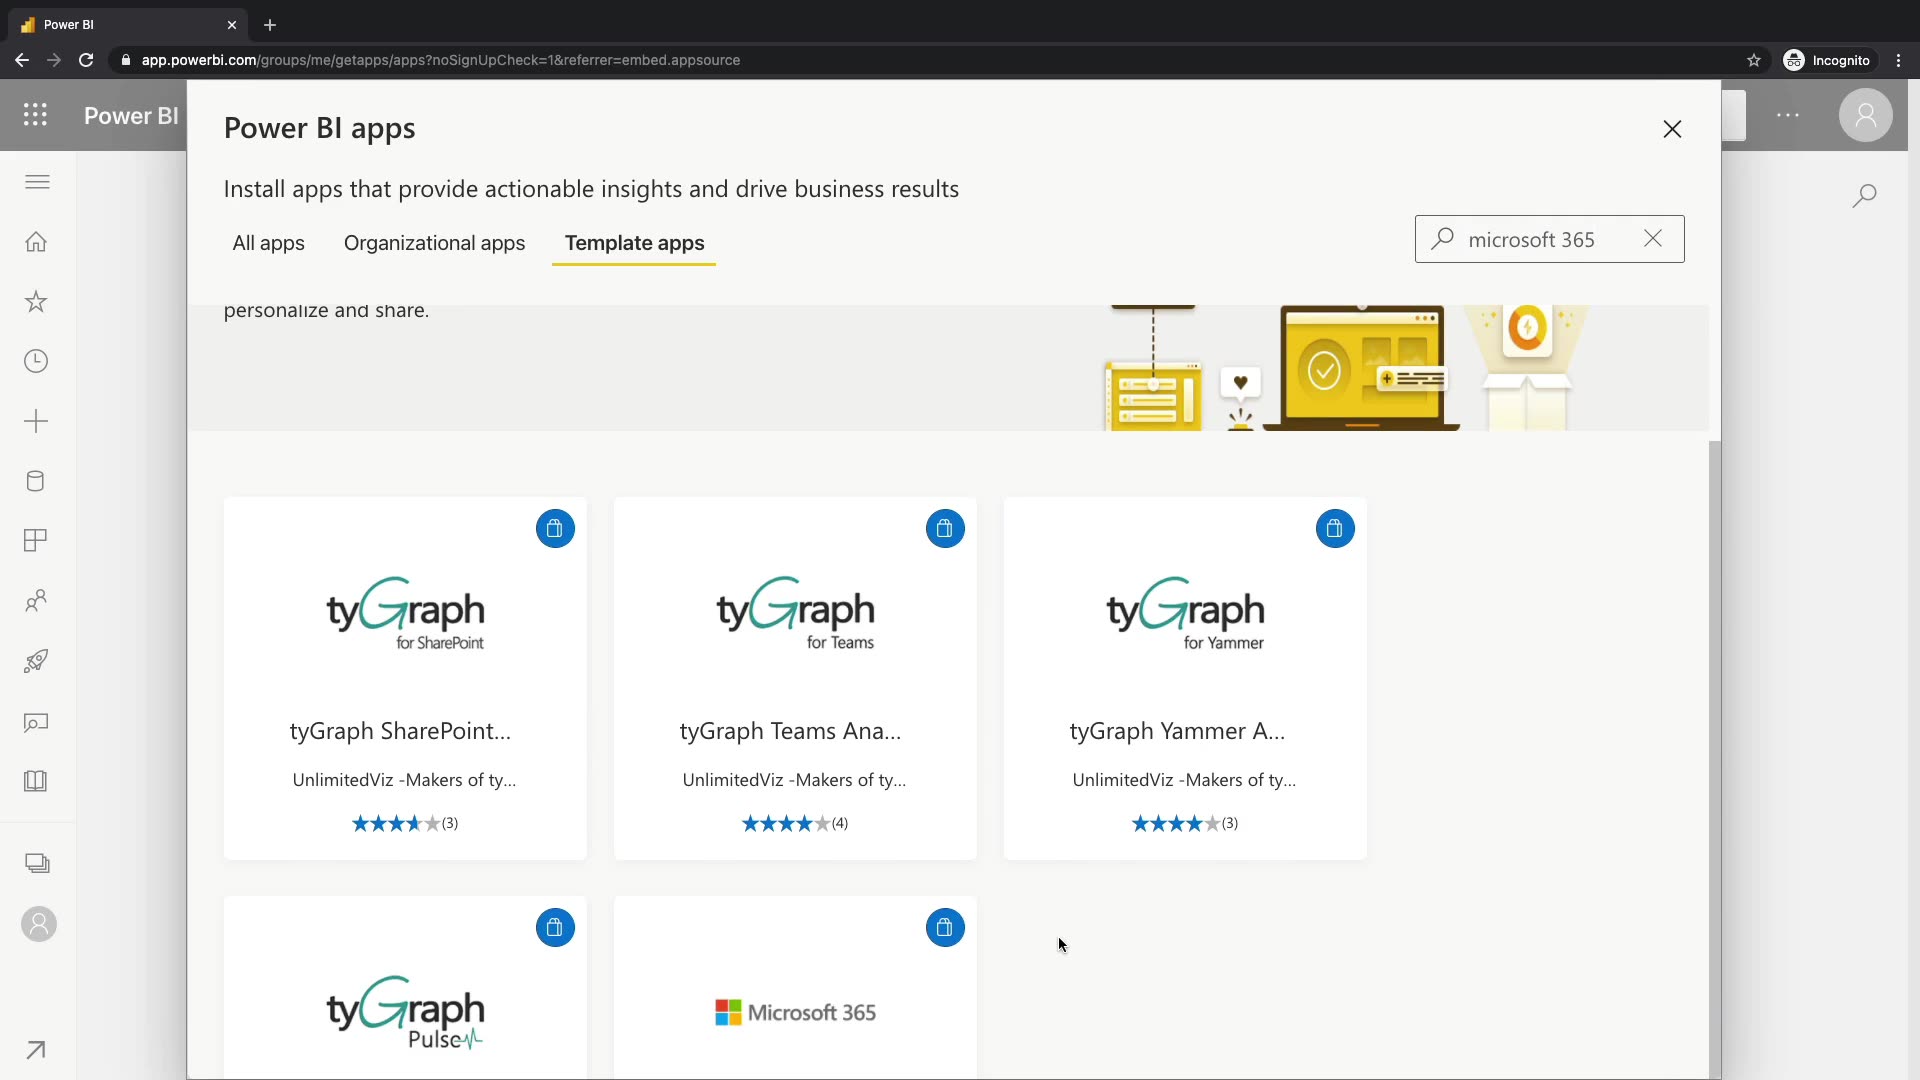 Power BI
app.powerbi.com/groups/me/getapps/apps?noSignUpCheck=1&referrer=embed.appsource
Incognito
Power BI
Power BI apps
Install apps that provide actionable insights and drive business results
All apps
Organizational apps
Template apps
microsoft 365
personalize and share.
tyGraph
for SharePoint
tyGraph
for Teams
tyGraph
for Yammer
tyGraph SharePoint...
tyGraph Teams Ana...
tyGraph Yammer A...
UnlimitedViz -Makers of ty...
UnlimitedViz -Makers of ty...
UnlimitedViz -Makers of ty...
(3)
(4)
(3)
tyGraph
Pulse
Microsoft 365